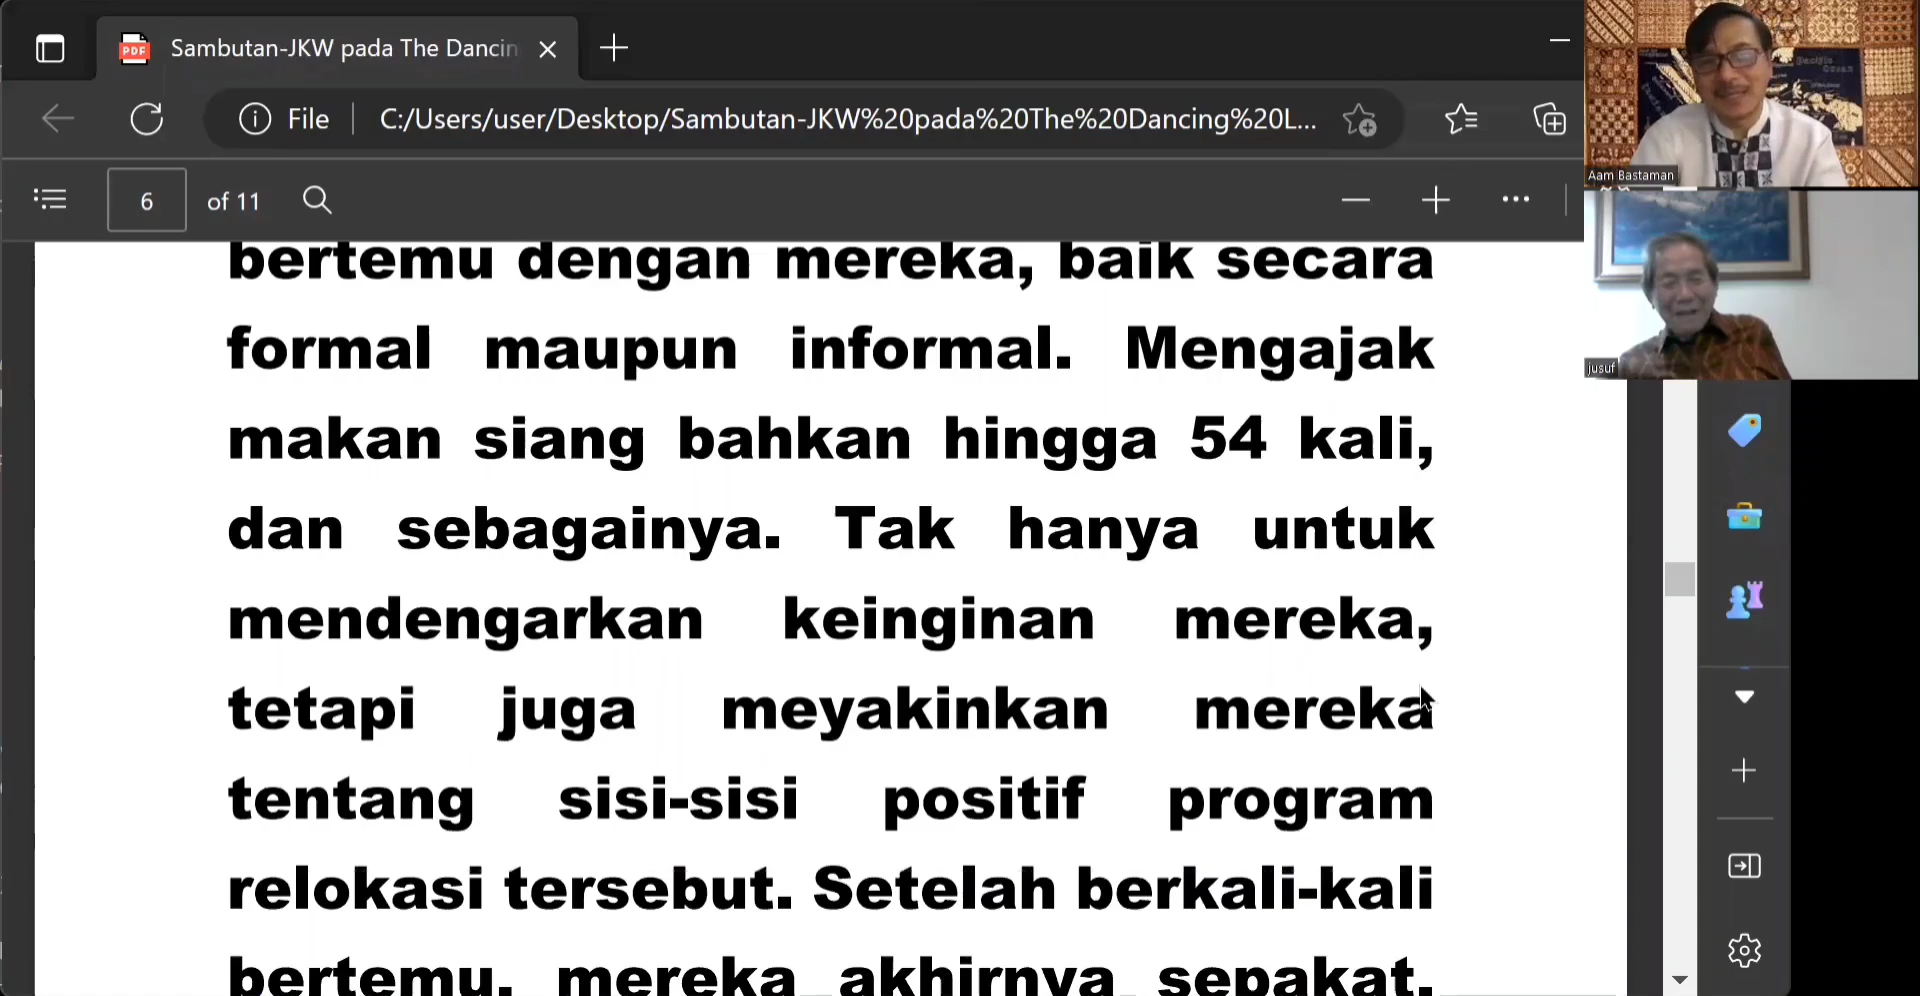 Sambutan-JKW pada The Dancin
File
C:/Users/user/Desktop/Sambutan-JKW%20pada%20The%20Dancing%20L...
6 of 11
bertemu dengan mereka, baik secara
formal maupun informal. Mengajak
makan siang bahkan hingga 54 kali,
dan sebagainya. Tak hanya untuk
mendengarkan keinginan mereka,
tetapi juga meyakinkan mereka
tentang sisi-sisi positif program
relokasi tersebut. Setelah berkali-kali
bertemu, mereka akhirnya sepakat.
Aam Bastaman
jusuf
PDF